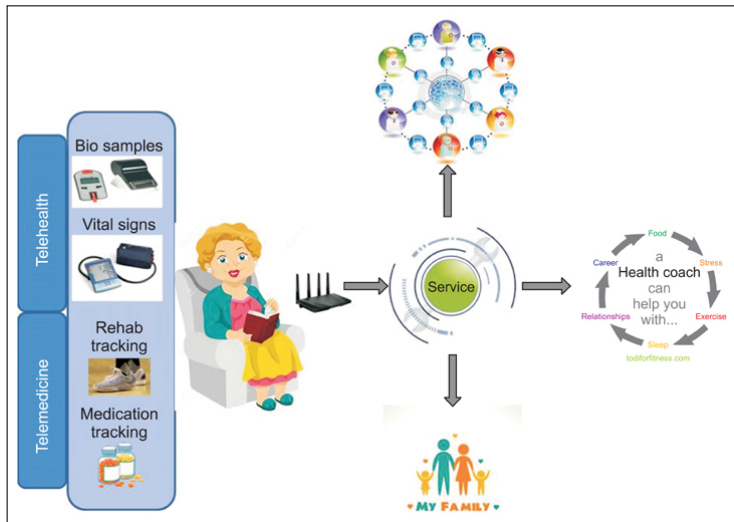 Telehealth
Telemedicine
Bio samples
Vital signs
Rehab
tracking
Medication
tracking
Service
Food
Stress
Exercise
Sleep
Relationships
Career
a
Health coach
can
help you
with...
todiforfitness.com
MY FAMILY